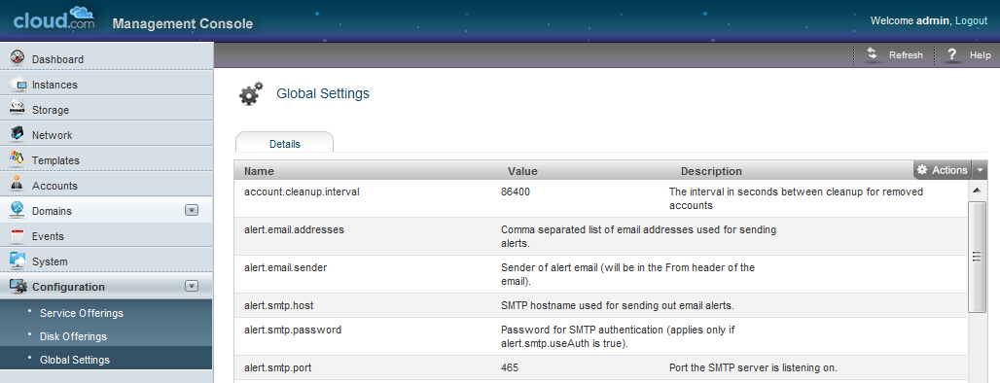 cloud.com Management Console
Welcome admin, Logout
Refresh
? Help
Dashboard
Instances
Storage
Network
Templates
Accounts
Domains
Events
System
Configuration
Service Offerings
Disk Offerings
Global Settings
Global Settings
Details
Name Value Description Actions
account.cleanup.interval 86400 The interval in seconds between cleanup for removed
accounts
alert.email.addresses Comma separated list of email addresses used for sending
alerts.
alert.email.sender Sender of alert email (will be in the From header of the
email).
alert.smtp.host SMTP hostname used for sending out email alerts.
alert.smtp.password Password for SMTP authentication (applies only if
alert.smtp.useAuth is true).
alert.smtp.port 465 Port the SMTP server is listening on.